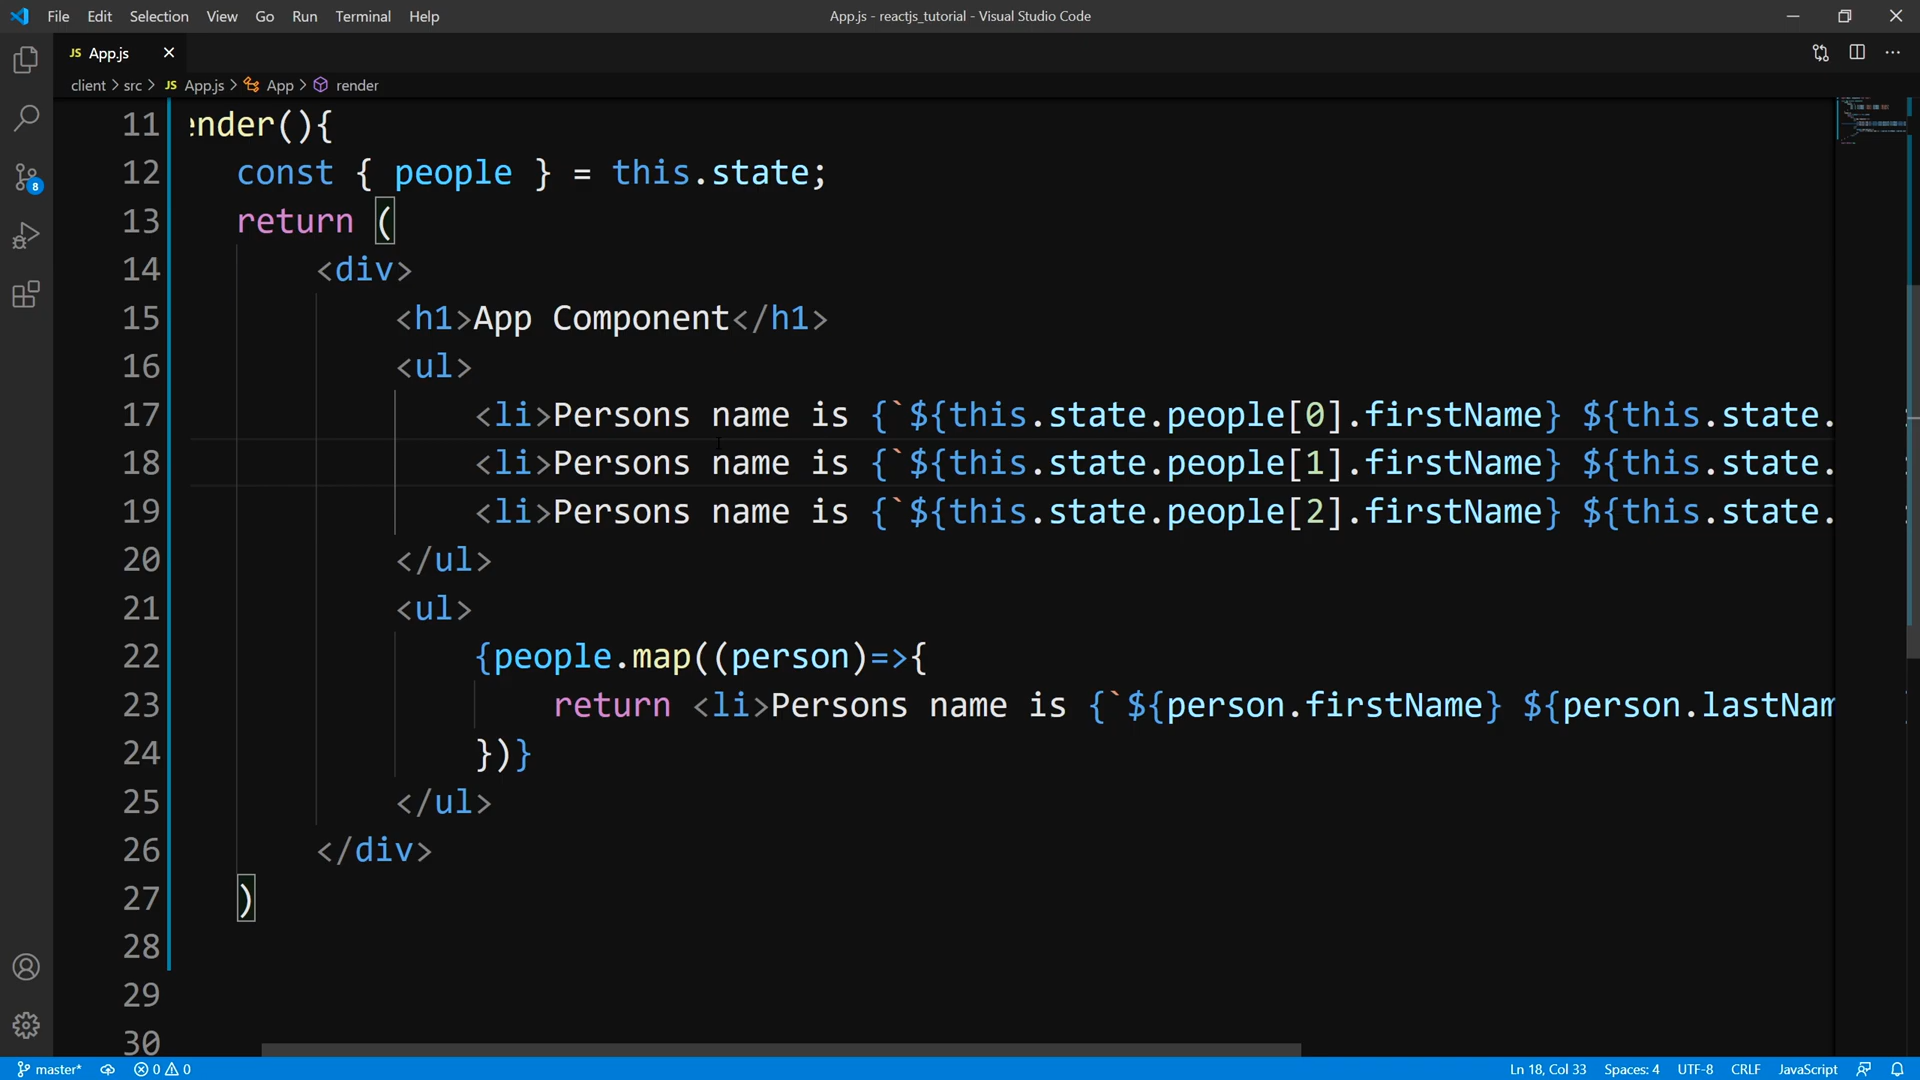 File Edit Selection View Go Run Terminal Help App.js - reactjs_tutorial - Visual Studio Code
JS App.js
client > src > JS App.js > App > render
11 ender(){
12 const { people } = this.state;
13 return (
14 <div>
15 <h1>App Component</h1>
16 <ul>
17 <li>Persons name is {`${this.state.people[0].firstName} ${this.state.
18 <li>Persons name is {`${this.state.people[1].firstName} ${this.state.
19 <li>Persons name is {`${this.state.people[2].firstName} ${this.state.
20 </ul>
21 <ul>
22 {people.map((person)=>{
23 return <li>Persons name is {`${person.firstName} ${person.lastNam
24 })}
25 </ul>
26 </div>
27 )
28
29
30
8
master* 0 0 Ln 18, Col 33 Spaces: 4 UTF-8 CRLF JavaScript